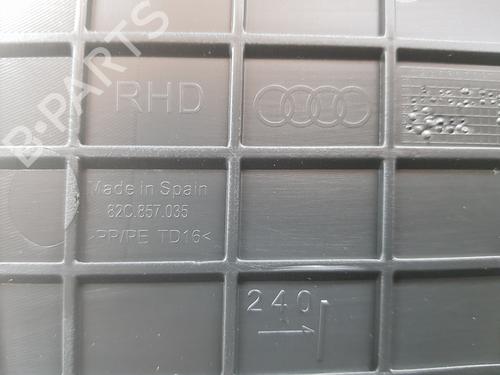 B-PARTS
RHD
Made in Spain
82C.857.035
>PP/PE TD16<
240